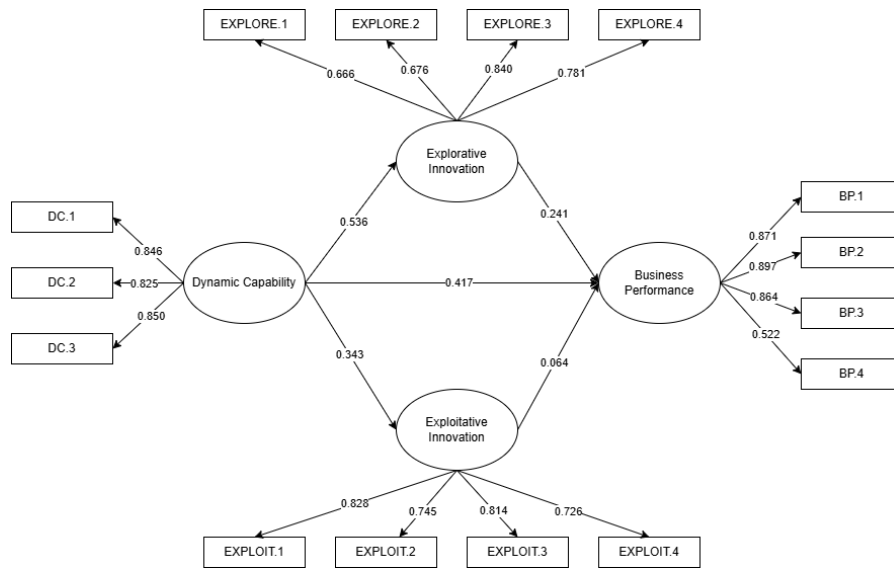 EXPLORE.1
EXPLORE.2
EXPLORE.3
EXPLORE.4
0.666
0.676
0.840
0.781
Explorative
Innovation
DC.1
DC.2
DC.3
0.846
0.825
0.850
Dynamic Capability
0.536
0.417
0.343
0.241
0.064
Business
Performance
BP.1
BP.2
BP.3
BP.4
0.871
0.897
0.864
0.522
Exploitative
Innovation
0.828
0.745
0.814
0.726
EXPLOIT.1
EXPLOIT.2
EXPLOIT.3
EXPLOIT.4